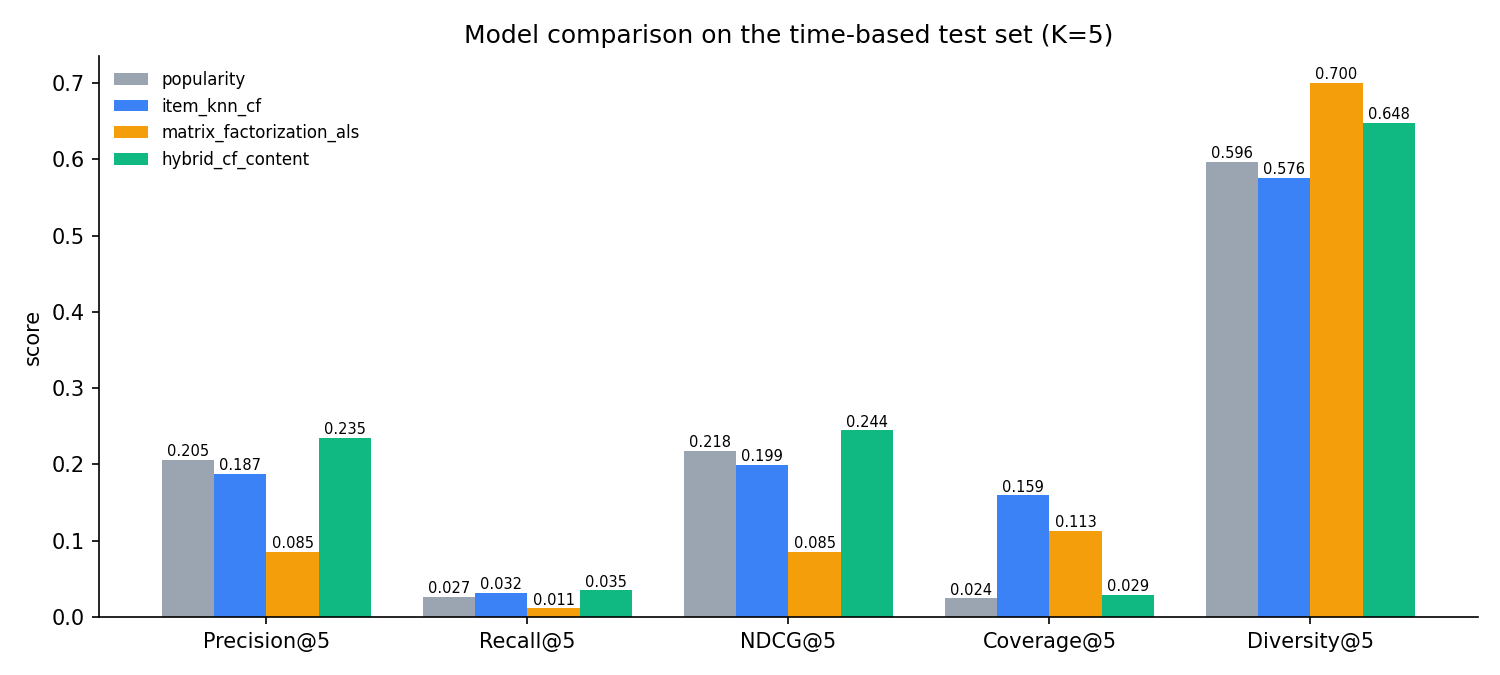 Model comparison on the time-based test set (K=5)
popularity
item_knn_cf
matrix_factorization_als
hybrid_cf_content
score
0.7
0.6
0.5
0.4
0.3
0.2
0.1
0.0
0.205
0.187
0.085
0.235
0.027
0.032
0.011
0.035
0.218
0.199
0.085
0.244
0.024
0.159
0.113
0.029
0.596
0.576
0.700
0.648
Precision@5
Recall@5
NDCG@5
Coverage@5
Diversity@5